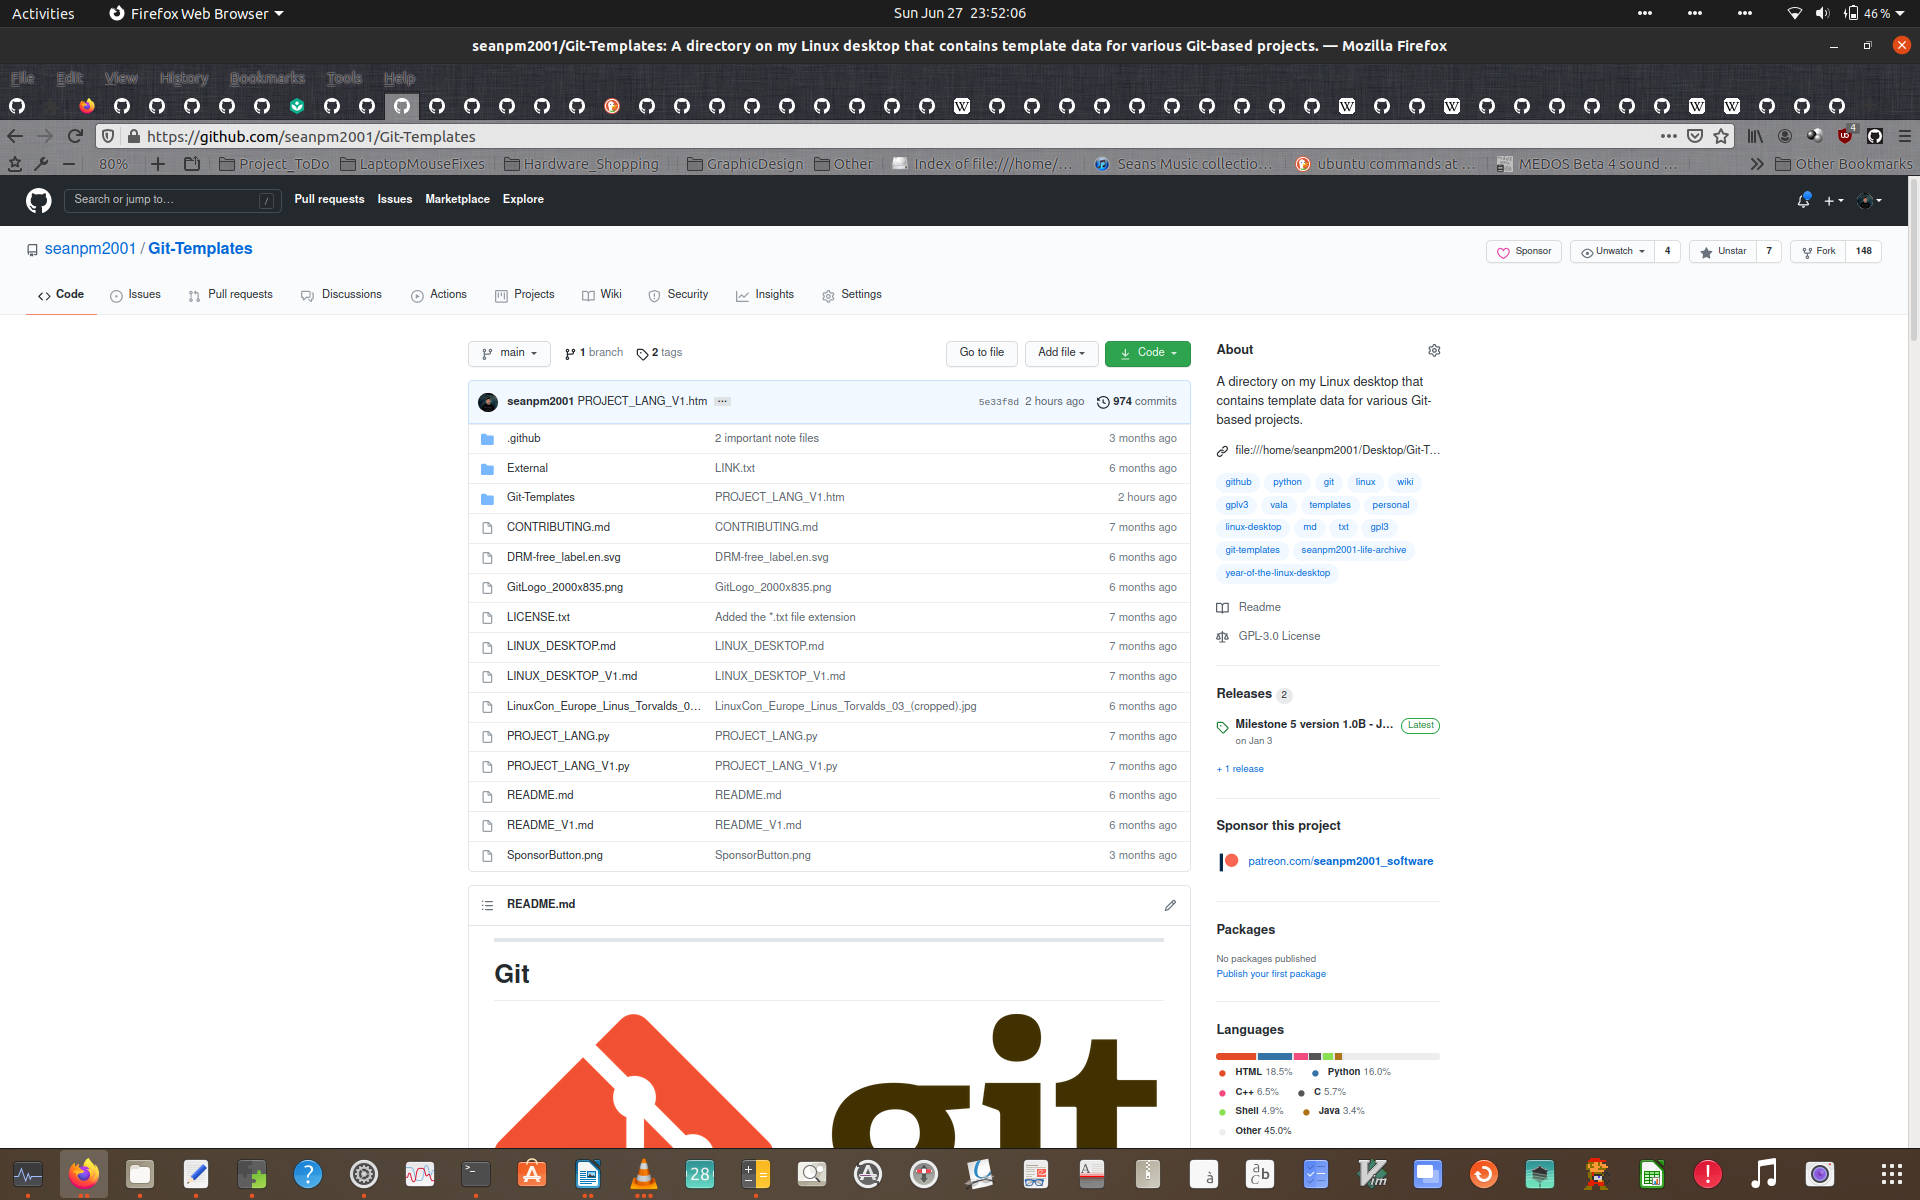 Activities
Firefox Web Browser
Sun Jun 27 23:52:06
46 %
seanpm2001/Git-Templates: A directory on my Linux desktop that contains template data for various Git-based projects. — Mozilla Firefox
File Edit View History Bookmarks Tools Help
https://github.com/seanpm2001/Git-Templates
4
80%
Project_ToDo
LaptopMouseFixes
Hardware_Shopping
GraphicDesign
Other
Index of file:///home/...
Seans Music collectio...
ubuntu commands at ...
MEDOS Beta 4 sound ...
Other Bookmarks
Search or jump to...
/
Pull requests Issues Marketplace Explore
seanpm2001 / Git-Templates
Sponsor
Unwatch 4
Unstar 7
Fork 148
Code
Issues
Pull requests
Discussions
Actions
Projects
Wiki
Security
Insights
Settings
main
1 branch
2 tags
Go to file
Add file
Code
seanpm2001 PROJECT_LANG_V1.htm ...
5e33f8d 2 hours ago
974 commits
.github 2 important note files 3 months ago
External LINK.txt 6 months ago
Git-Templates PROJECT_LANG_V1.htm 2 hours ago
CONTRIBUTING.md CONTRIBUTING.md 7 months ago
DRM-free_label.en.svg DRM-free_label.en.svg 6 months ago
GitLogo_2000x835.png GitLogo_2000x835.png 6 months ago
LICENSE.txt Added the *.txt file extension 7 months ago
LINUX_DESKTOP.md LINUX_DESKTOP.md 7 months ago
LINUX_DESKTOP_V1.md LINUX_DESKTOP_V1.md 7 months ago
LinuxCon_Europe_Linus_Torvalds_0... LinuxCon_Europe_Linus_Torvalds_03_(cropped).jpg 6 months ago
PROJECT_LANG.py PROJECT_LANG.py 7 months ago
PROJECT_LANG_V1.py PROJECT_LANG_V1.py 7 months ago
README.md README.md 6 months ago
README_V1.md README_V1.md 6 months ago
SponsorButton.png SponsorButton.png 3 months ago
README.md
Git
git
About
A directory on my Linux desktop that
contains template data for various Git-
based projects.
file:///home/seanpm2001/Desktop/Git-T...
github python git linux wiki
gplv3 vala templates personal
linux-desktop md txt gpl3
git-templates seanpm2001-life-archive
year-of-the-linux-desktop
Readme
GPL-3.0 License
Releases 2
Milestone 5 version 1.0B - J... Latest
on Jan 3
+ 1 release
Sponsor this project
patreon.com/seanpm2001_software
Packages
No packages published
Publish your first package
Languages
HTML 18.5% Python 16.0%
C++ 6.5% C 5.7%
Shell 4.9% Java 3.4%
Other 45.0%
28